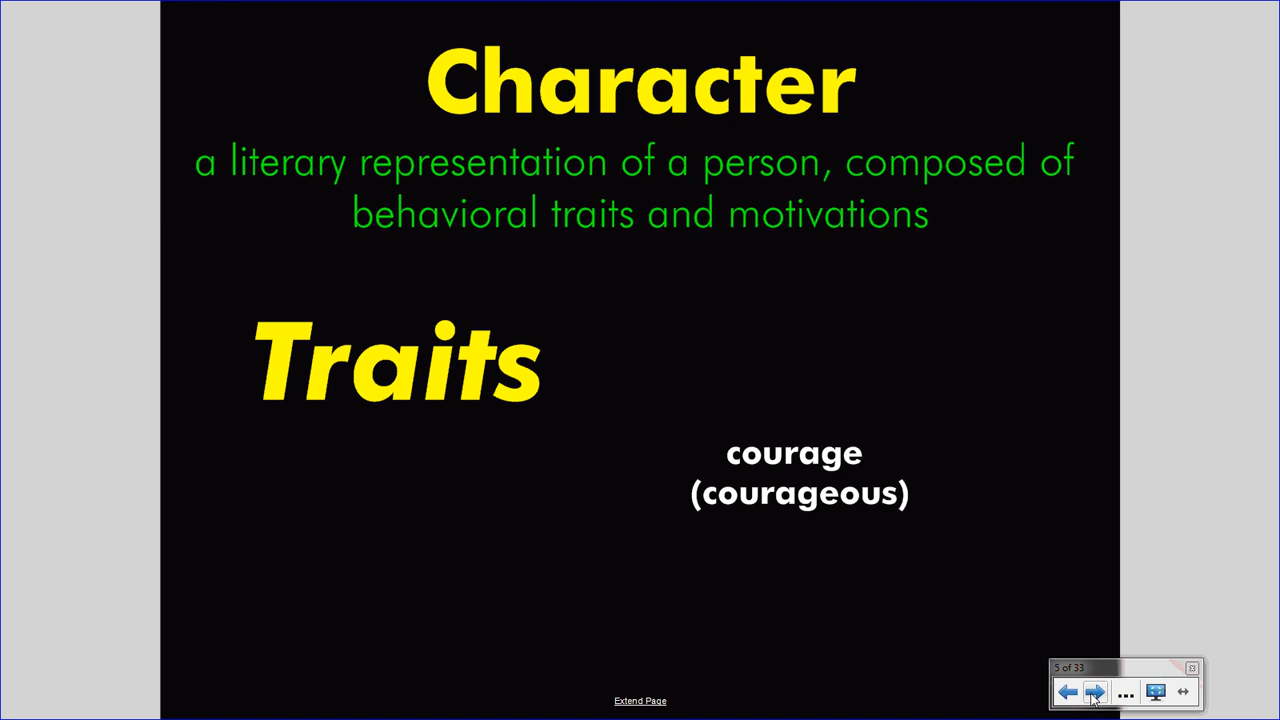 Character
a literary representation of a person, composed of
behavioral traits and motivations
Traits
courage
(courageous)
5 of 33
...
Extend Page